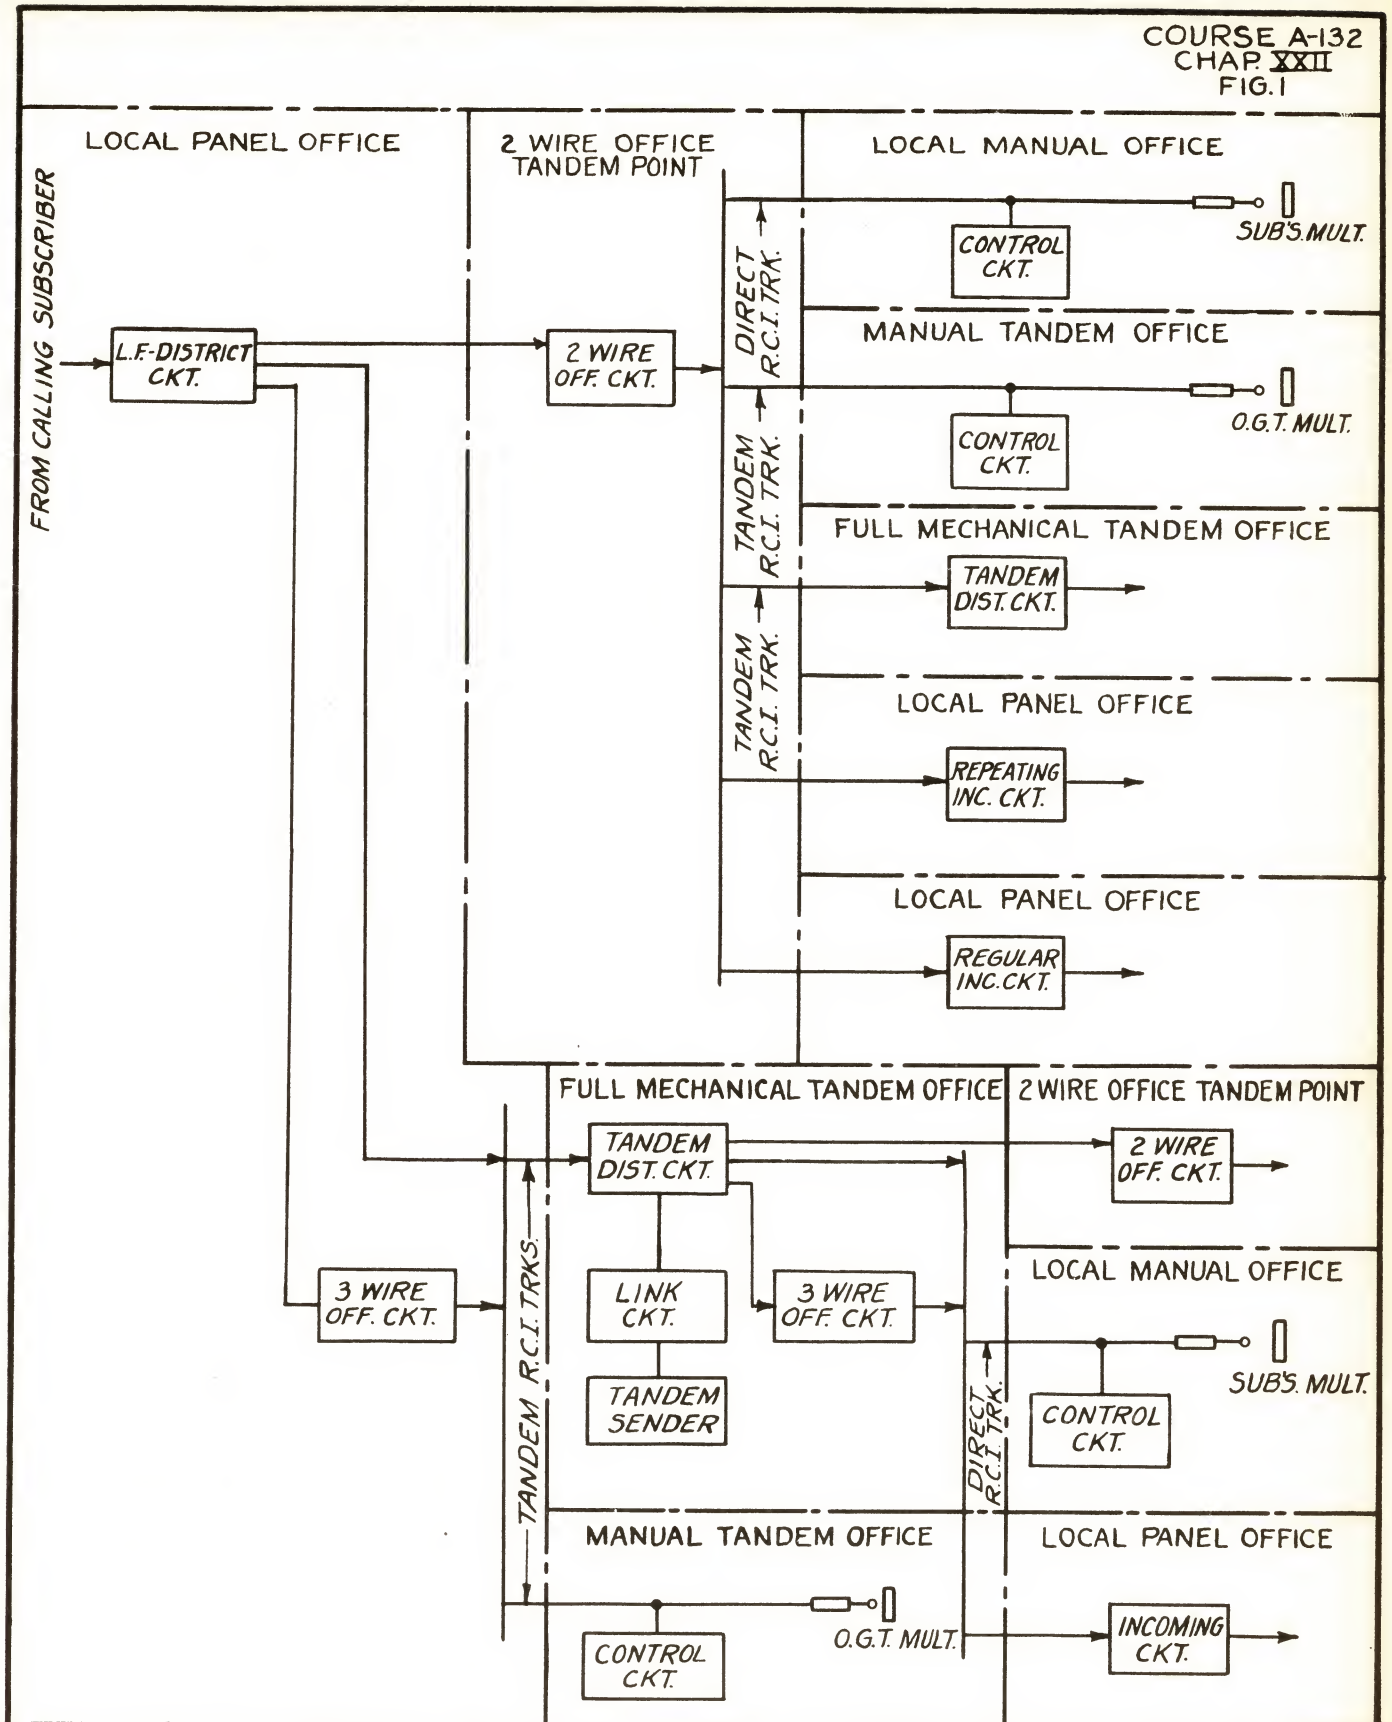 COURSE A-132
CHAP. XXII
FIG. 1
LOCAL PANEL OFFICE
2 WIRE OFFICE
TANDEM POINT
LOCAL MANUAL OFFICE
FROM CALLING SUBSCRIBER
L.F.-DISTRICT
CKT.
2 WIRE
OFF. CKT.
DIRECT
R.C.I. TRK.
CONTROL
CKT.
SUB'S. MULT.
MANUAL TANDEM OFFICE
TANDEM
R.C.I. TRK.
CONTROL
CKT.
O.G.T. MULT.
FULL MECHANICAL TANDEM OFFICE
TANDEM
DIST. CKT.
TANDEM
R.C.I. TRK.
LOCAL PANEL OFFICE
REPEATING
INC. CKT.
LOCAL PANEL OFFICE
REGULAR
INC. CKT.
FULL MECHANICAL TANDEM OFFICE
2 WIRE OFFICE TANDEM POINT
TANDEM
DIST. CKT.
2 WIRE
OFF. CKT.
3 WIRE
OFF. CKT.
TANDEM R.C.I. TRKS.
LINK
CKT.
3 WIRE
OFF. CKT.
TANDEM
SENDER
LOCAL MANUAL OFFICE
DIRECT
R.C.I. TRK.
CONTROL
CKT.
SUB'S. MULT.
MANUAL TANDEM OFFICE
CONTROL
CKT.
O.G.T. MULT.
LOCAL PANEL OFFICE
INCOMING
CKT.